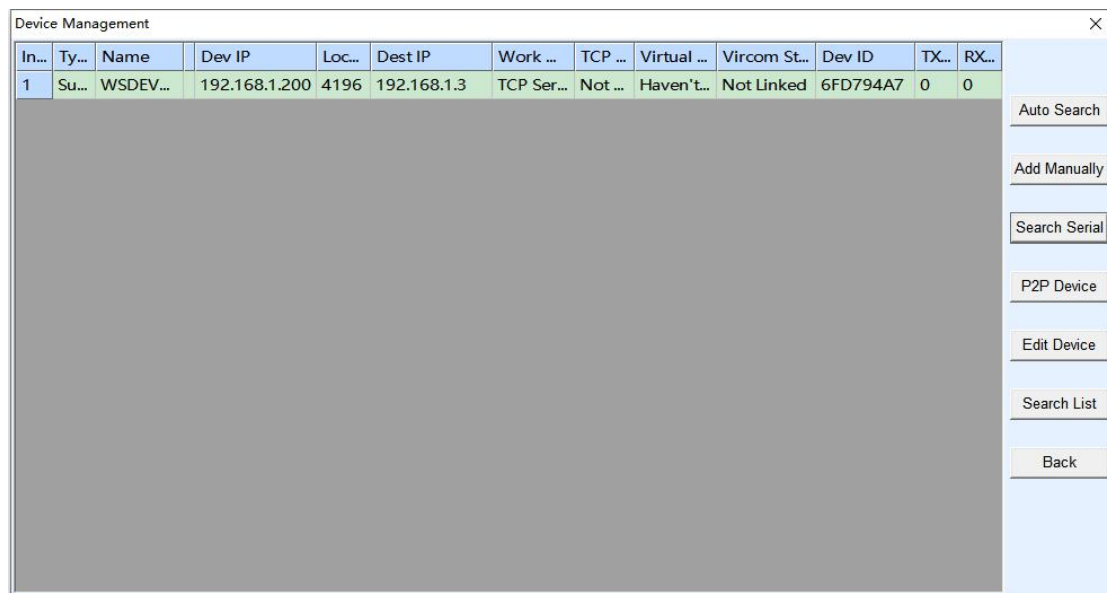 Device Management
In... Ty... Name Dev IP Loc... Dest IP Work ... TCP ... Virtual ... Vircom St... Dev ID TX... RX...
1 Su... WSDEV... 192.168.1.200 4196 192.168.1.3 TCP Ser... Not ... Haven't... Not Linked 6FD794A7 0 0
Auto Search
Add Manually
Search Serial
P2P Device
Edit Device
Search List
Back